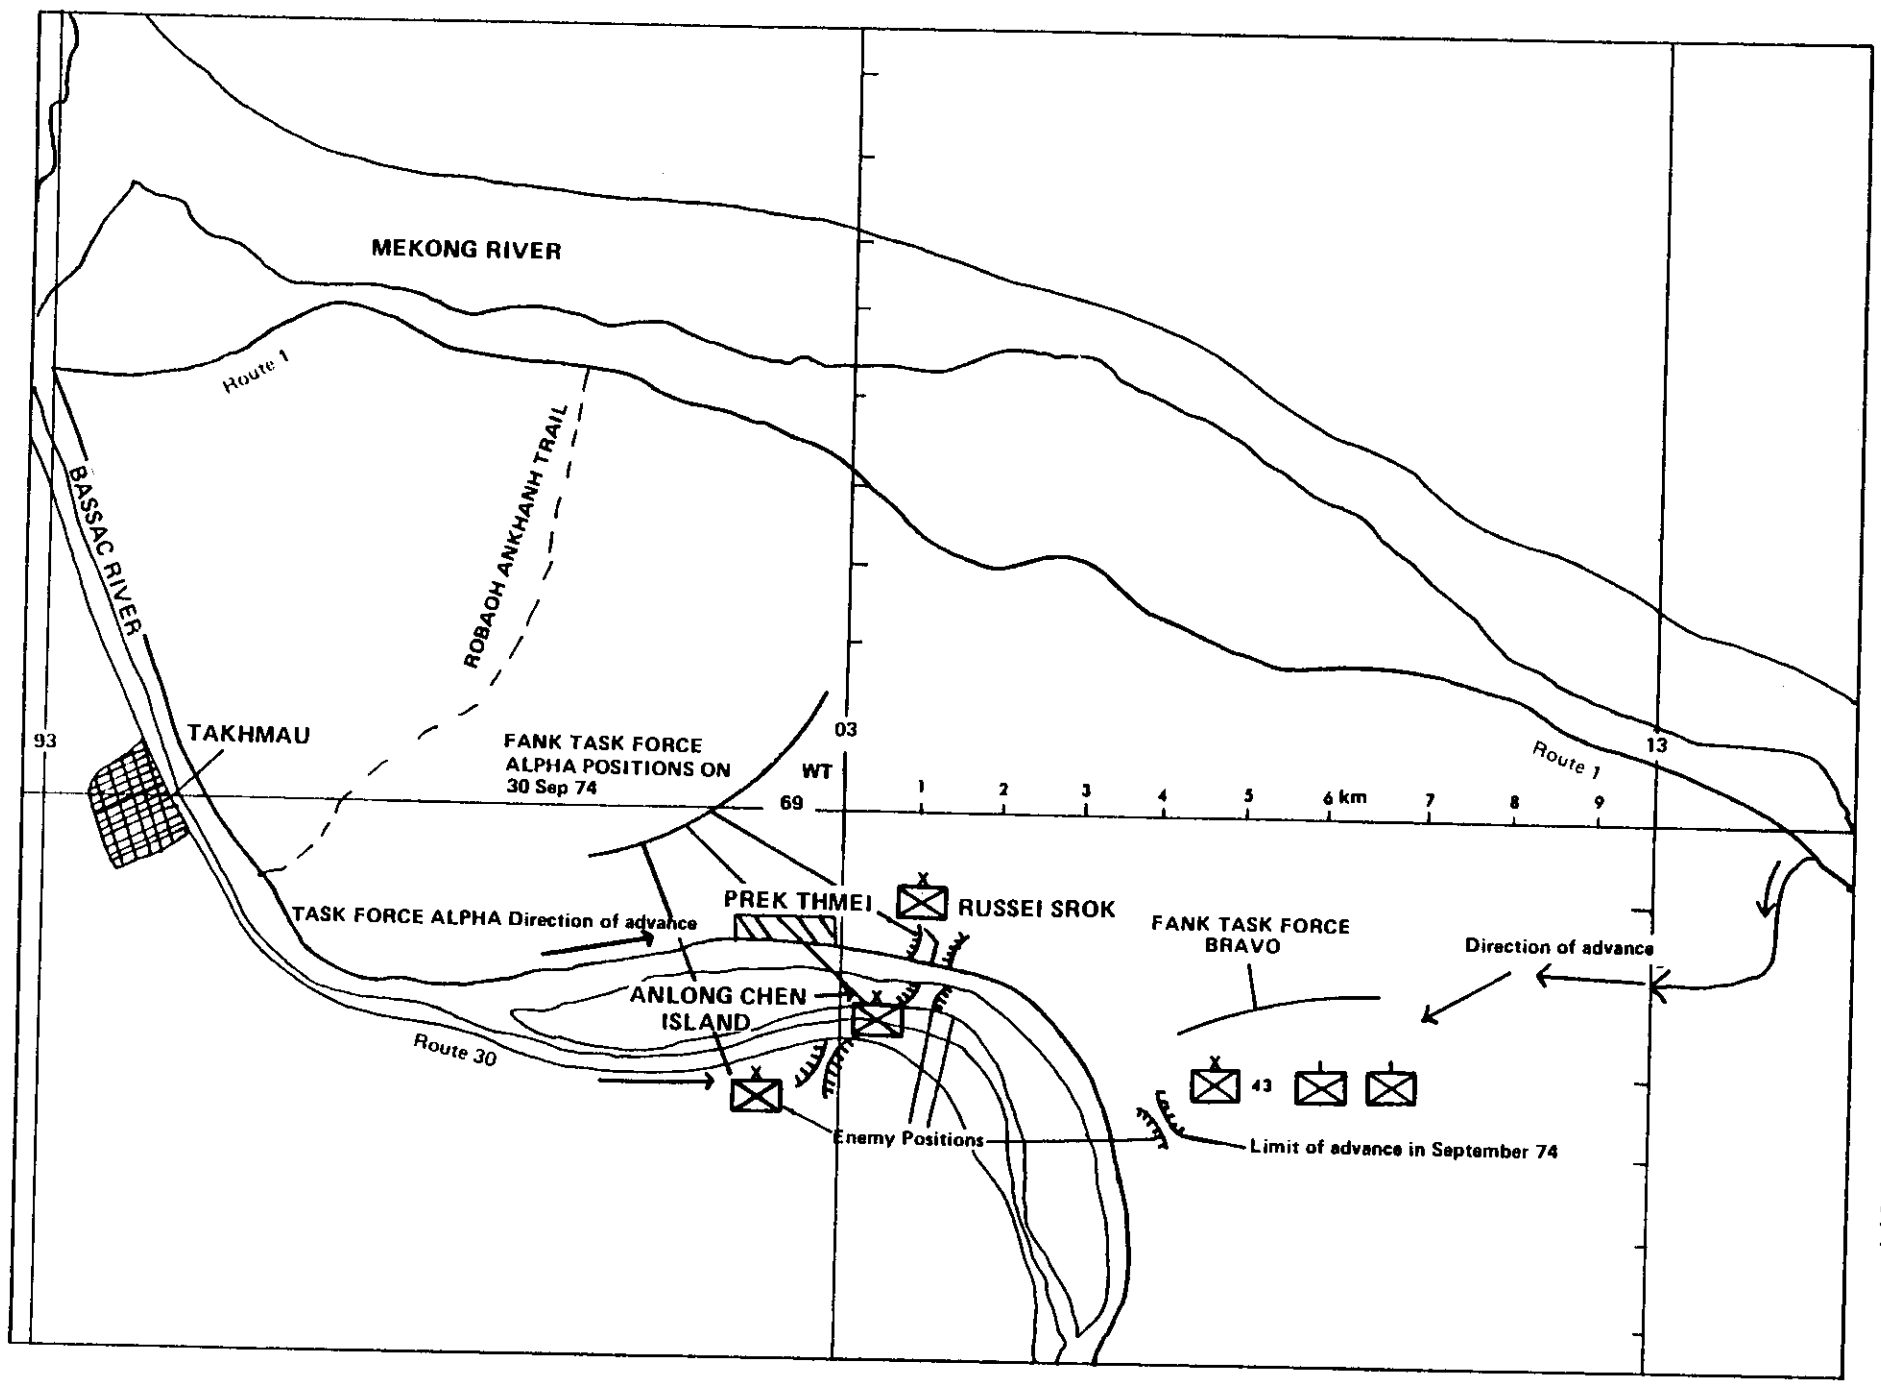 MEKONG RIVER
Route 1
ROBAOH ANKHANH TRAIL
BASSAC RIVER
TAKHMAU
93
03
13
FANK TASK FORCE
ALPHA POSITIONS ON
30 Sep 74
WT
69
1
2
3
4
5
6 km
7
8
9
Route 1
PREK THMEI
X
RUSSEI SROK
TASK FORCE ALPHA Direction of advance
FANK TASK FORCE
BRAVO
Direction of advance
ANLONG CHEN
ISLAND
X
Route 30
X
X
43
Enemy Positions
Limit of advance in September 74